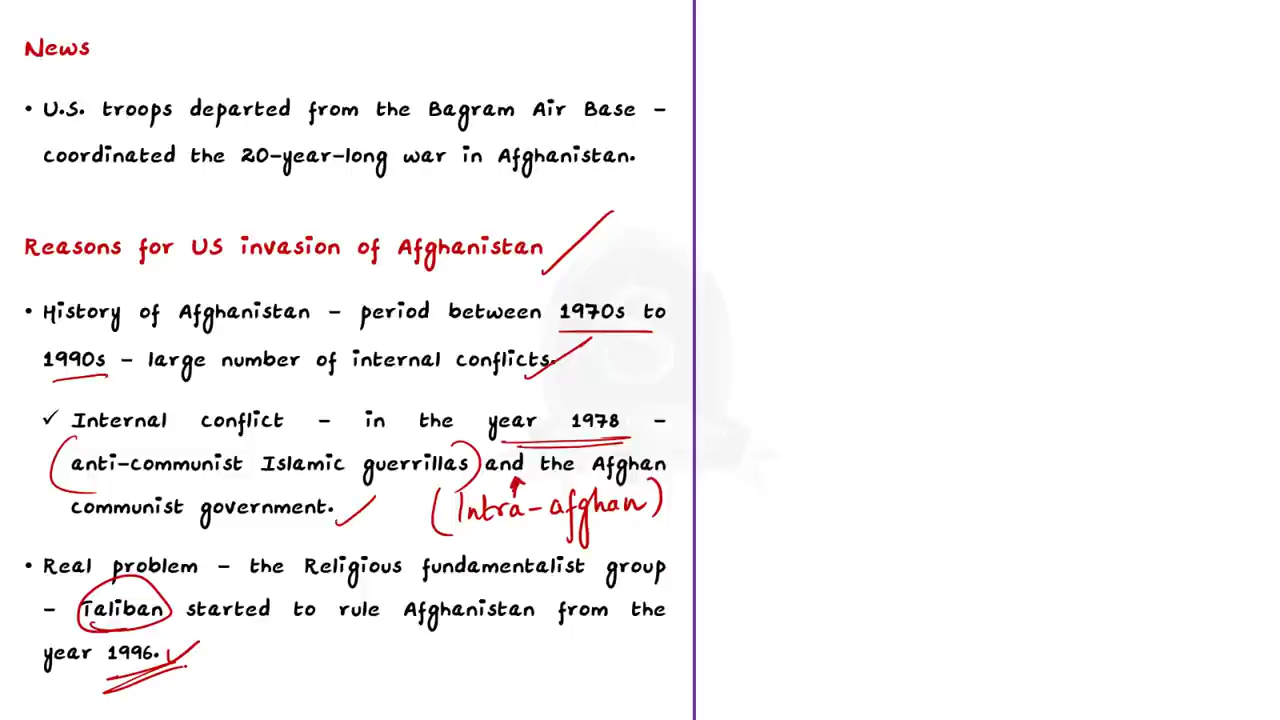 News
• U.S. troops departed from the Bagram Air Base –
coordinated the 20-year-long war in Afghanistan.
Reasons for US invasion of Afghanistan
• History of Afghanistan – period between 1970s to
1990s – large number of internal conflicts.
✓ Internal conflict – in the year 1978 –
anti-communist Islamic guerrillas and the Afghan
communist government.
(Intra-afghan)
• Real problem – the Religious fundamentalist group
– Taliban started to rule Afghanistan from the
year 1996.